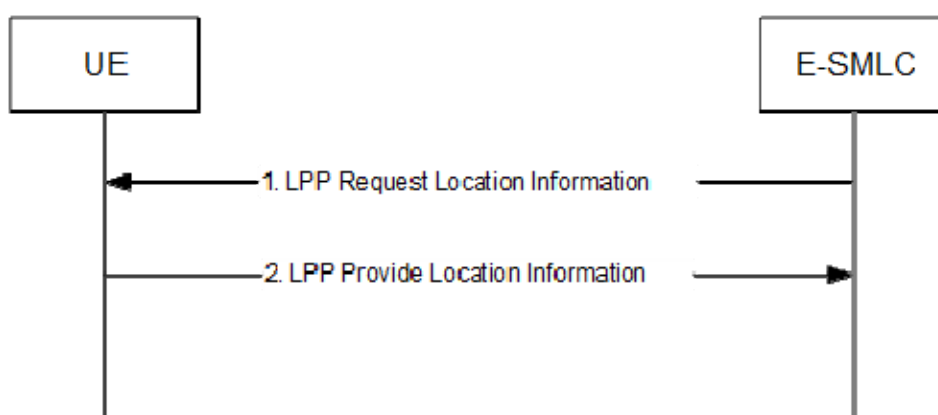 UE
E-SMLC
1. LPP Request Location Information
2. LPP Provide Location Information